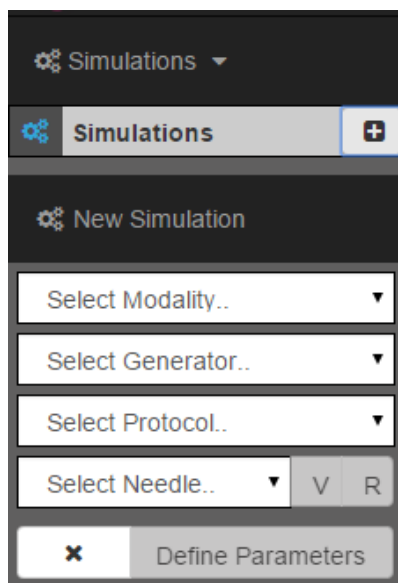 Simulations
Simulations
New Simulation
Select Modality..
Select Generator..
Select Protocol..
Select Needle.. V R
Define Parameters